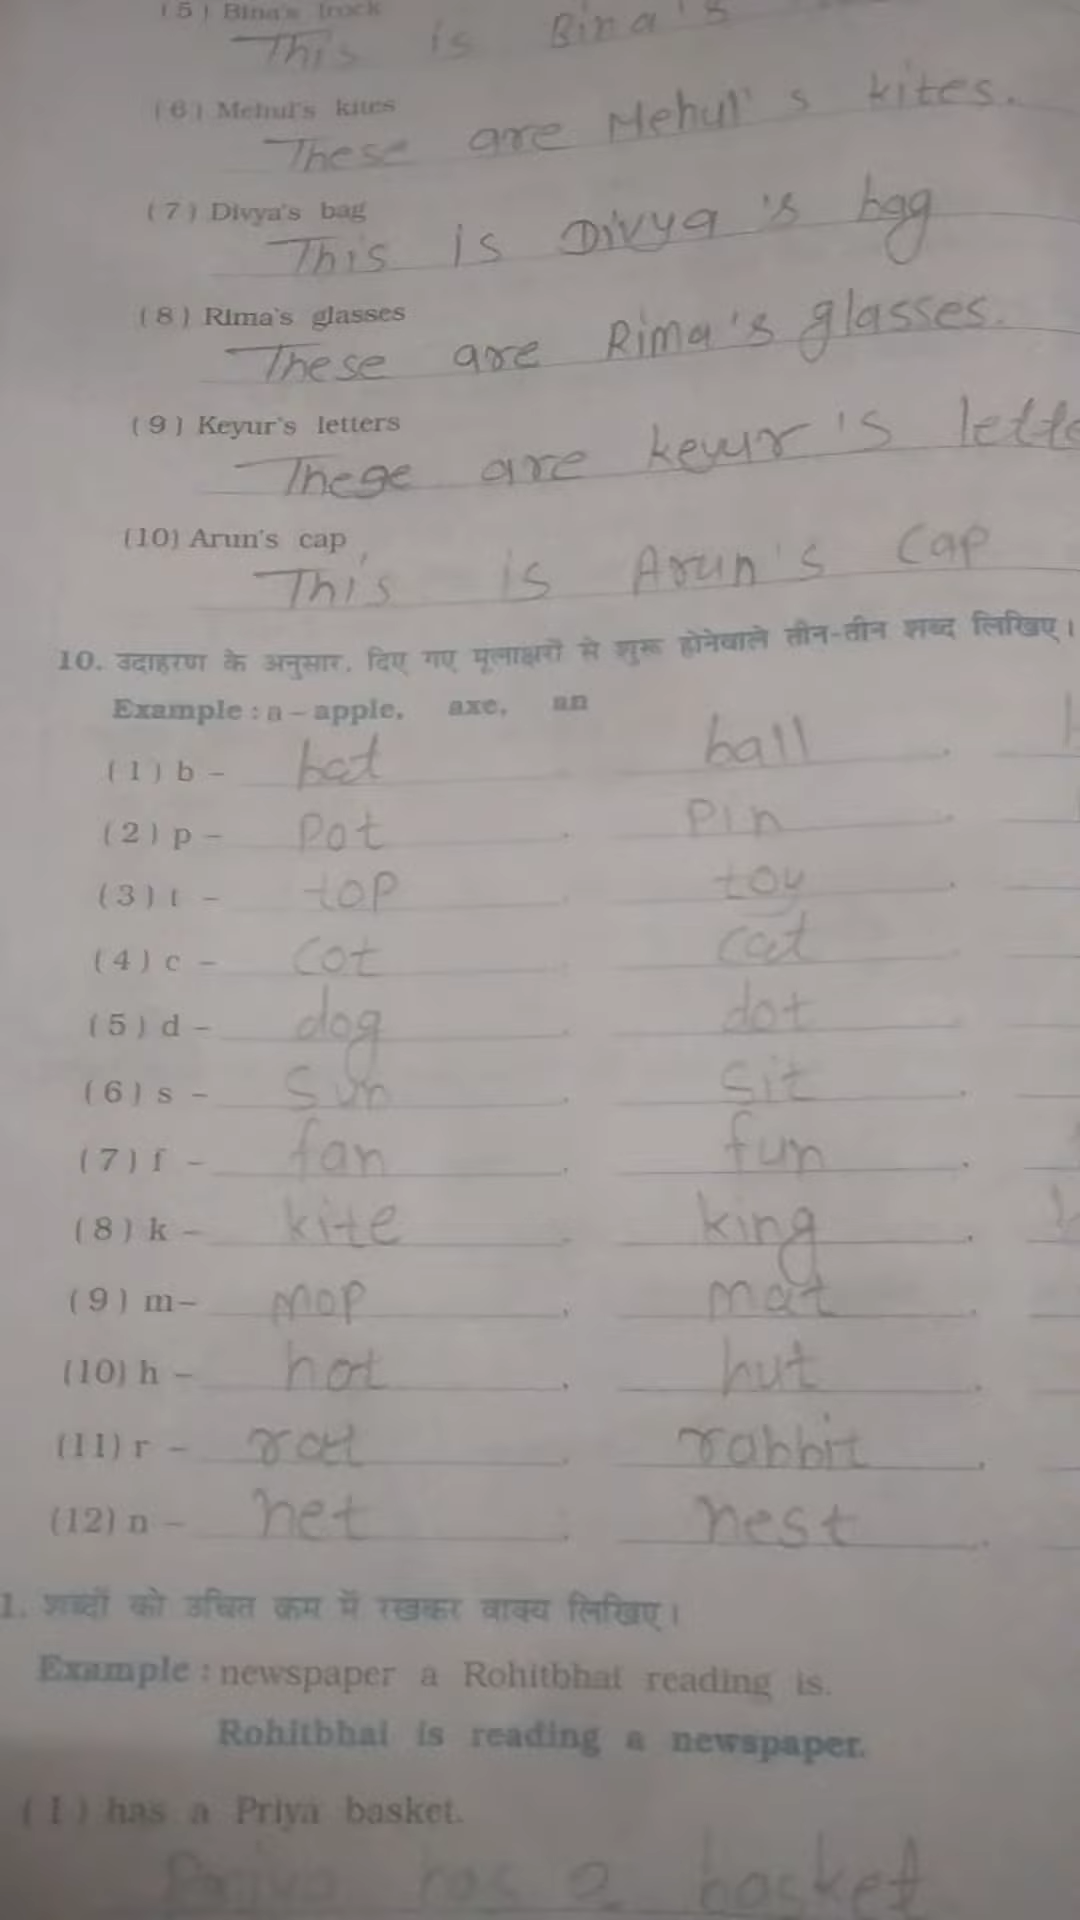 (5) Bina's frock
This is Bina's
(6) Mehul's kites
These are Mehul's kites.
(7) Divya's bag
This is Divya's bag
(8) Rima's glasses
These are Rima's glasses.
(9) Keyur's letters
These are keyur's lette
(10) Arun's cap
This is Arun's cap
10. उदाहरण के अनुसार, दिए गए मूलाक्षरों से शुरू होनेवाले तीन-तीन शब्द लिखिए।
Example : a - apple, axe, an
(1) b - bat ball
(2) p - pot pin
(3) t - top toy
(4) c - cot cat
(5) d - dog dot
(6) s - sun sit
(7) f - fan fun
(8) k - kite king
(9) m- mop mat
(10) h - hot hut
(11) r - rat rabbit
(12) n - net nest
1. शब्दों को उचित क्रम में रखकर वाक्य लिखिए।
Example : newspaper a Rohitbhai reading is.
Rohitbhai is reading a newspaper.
(1) has a Priya basket.
Priya has a basket